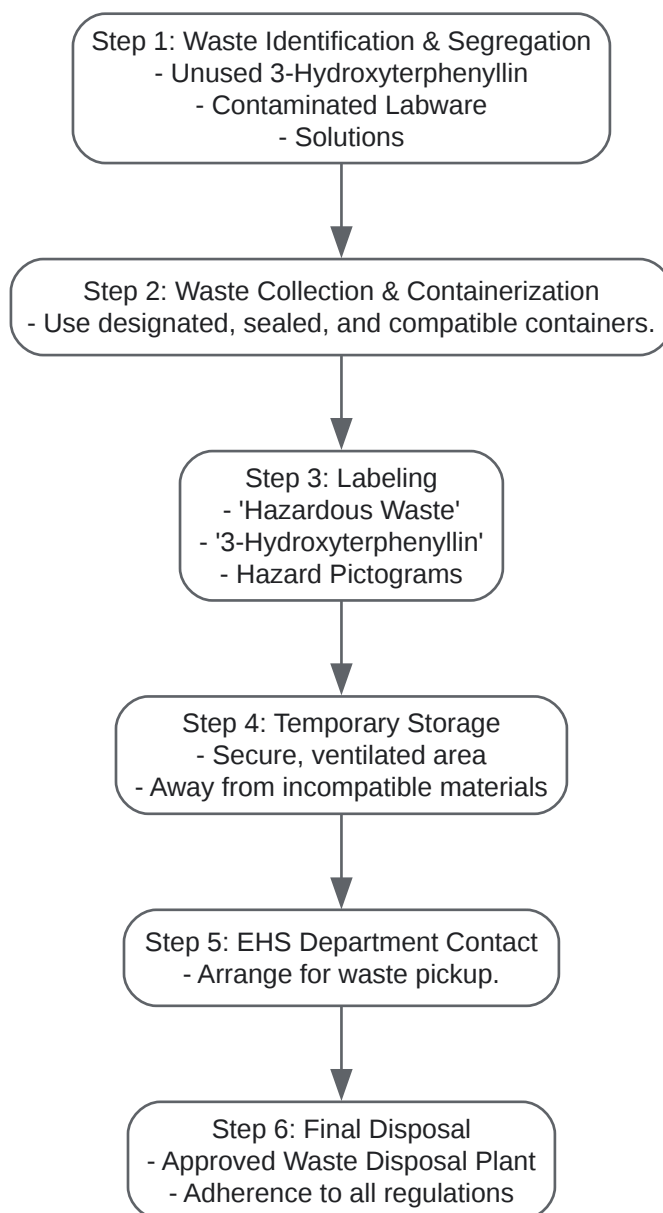 Step 1: Waste Identification & Segregation
- Unused 3-Hydroxyterphenyllin
- Contaminated Labware
- Solutions
Step 2: Waste Collection & Containerization
- Use designated, sealed, and compatible containers.
Step 3: Labeling
- 'Hazardous Waste'
- '3-Hydroxyterphenyllin'
- Hazard Pictograms
Step 4: Temporary Storage
- Secure, ventilated area
- Away from incompatible materials
Step 5: EHS Department Contact
- Arrange for waste pickup.
Step 6: Final Disposal
- Approved Waste Disposal Plant
- Adherence to all regulations